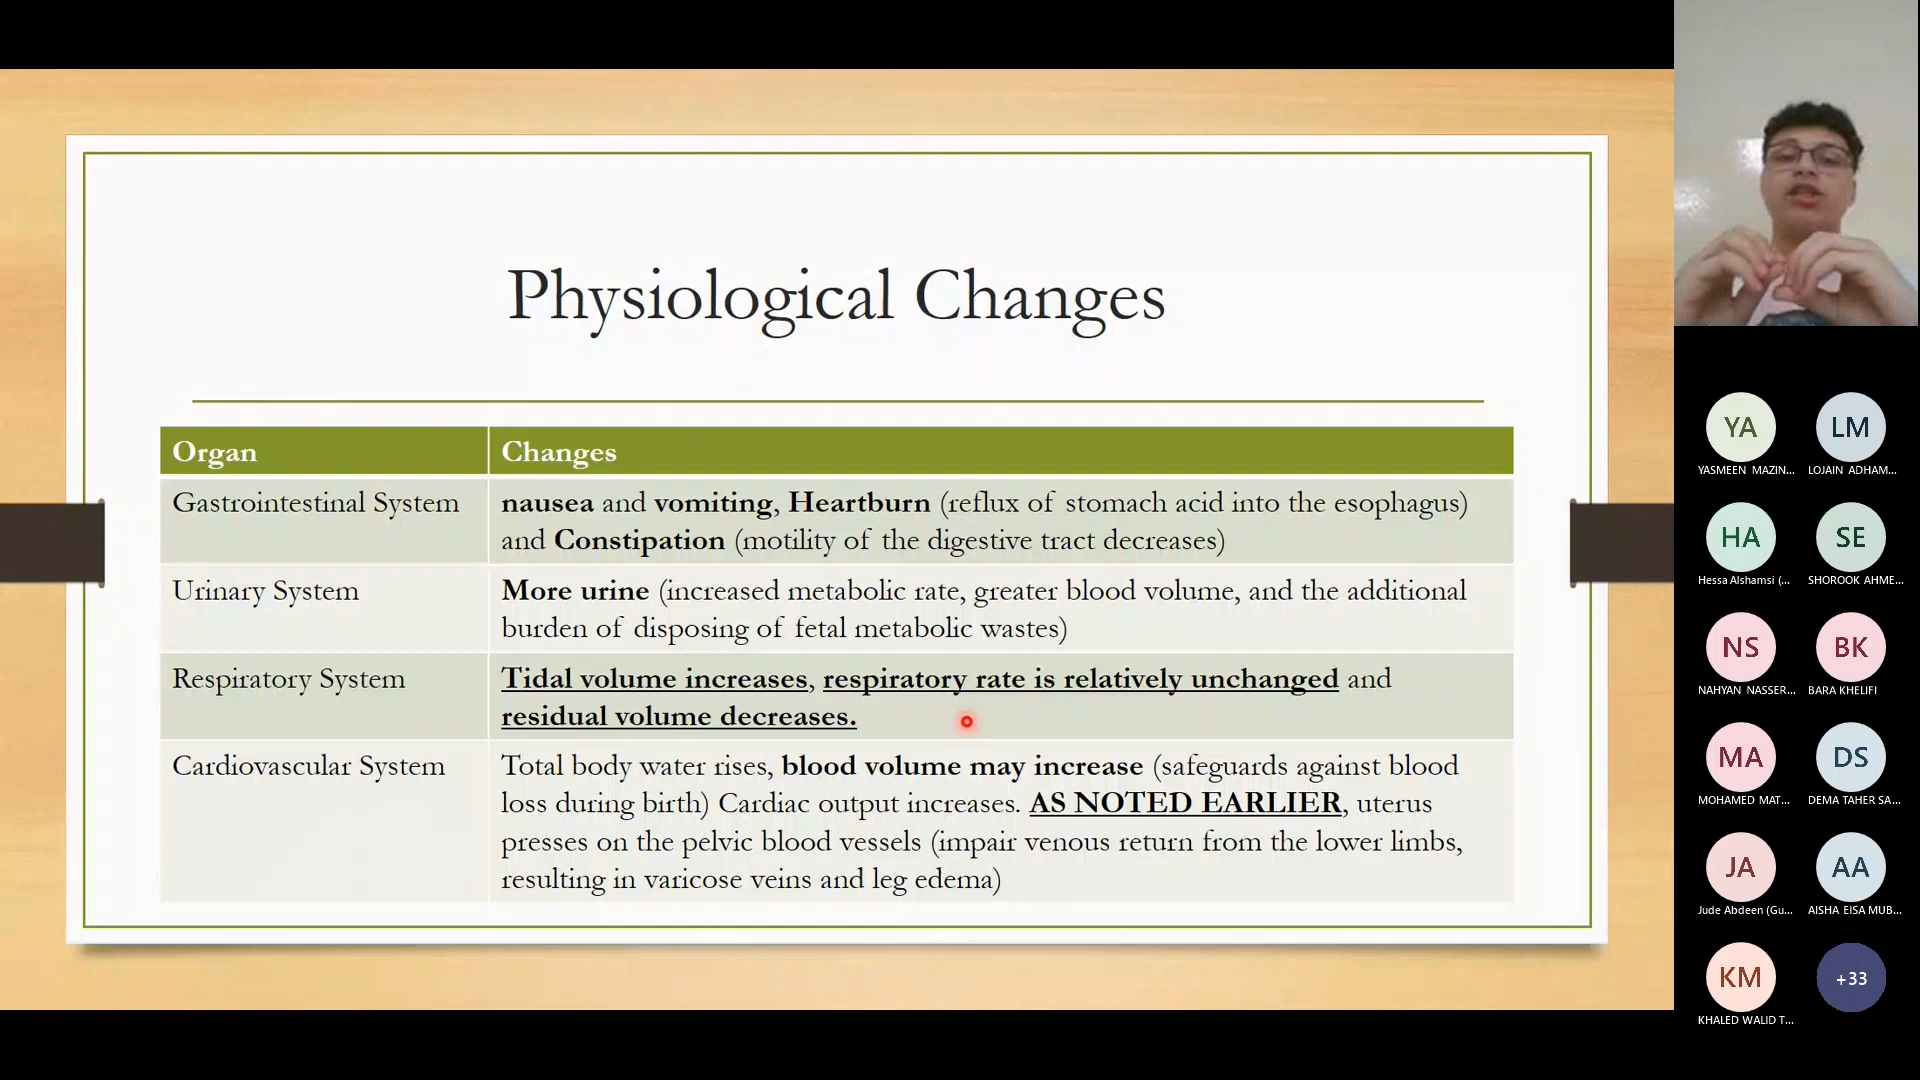 Physiological Changes
Organ
Changes
Gastrointestinal System
nausea and vomiting, Heartburn (reflux of stomach acid into the esophagus)
and Constipation (motility of the digestive tract decreases)
Urinary System
More urine (increased metabolic rate, greater blood volume, and the additional
burden of disposing of fetal metabolic wastes)
Respiratory System
Tidal volume increases, respiratory rate is relatively unchanged and
residual volume decreases.
Cardiovascular System
Total body water rises, blood volume may increase (safeguards against blood
loss during birth) Cardiac output increases. AS NOTED EARLIER, uterus
presses on the pelvic blood vessels (impair venous return from the lower limbs,
resulting in varicose veins and leg edema)
YA
LM
YASMEEN MAZIN...
LOJAIN ADHAM...
HA
SE
Hessa Alshamsi (...
SHOROOK AHME...
NS
BK
NAHYAN NASSER...
BARA KHELIFI
MA
DS
MOHAMED MAT...
DEMA TAHER SA...
JA
AA
Jude Abdeen (Gu...
AISHA EISA MUB...
KM
+33
KHALED WALID T...